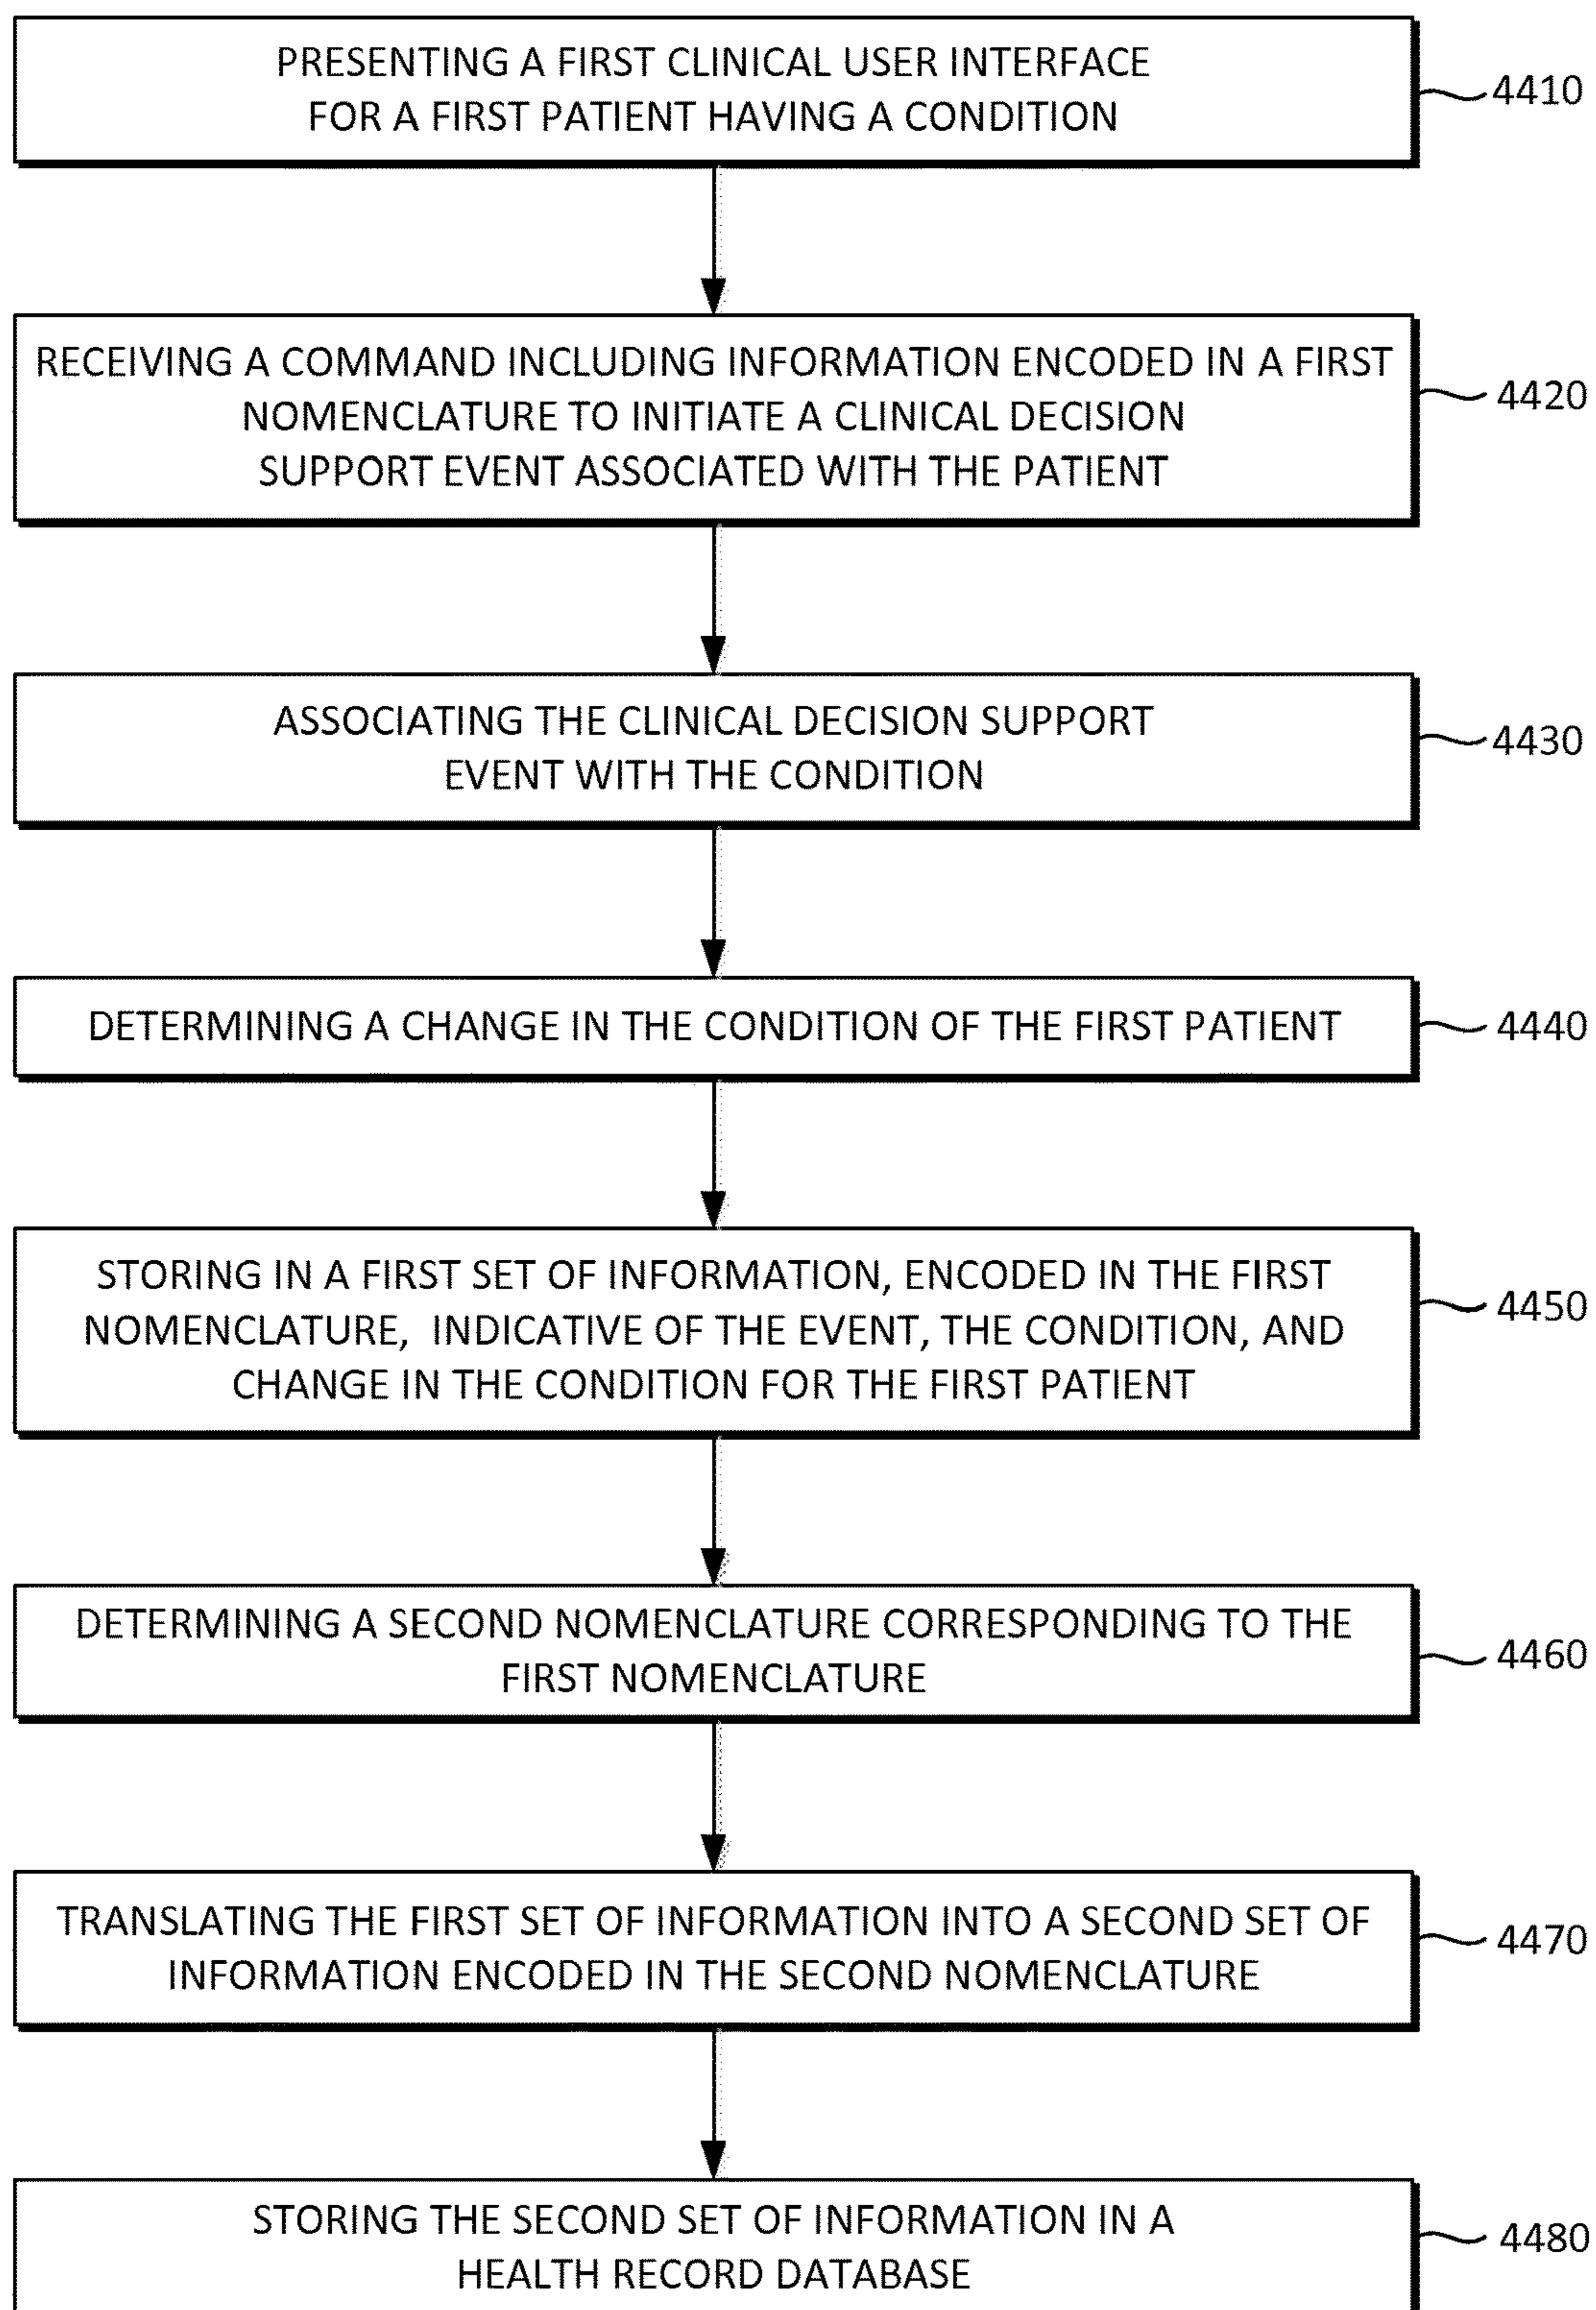 PRESENTING A FIRST CLINICAL USER INTERFACE
FOR A FIRST PATIENT HAVING A CONDITION
4410
RECEIVING A COMMAND INCLUDING INFORMATION ENCODED IN A FIRST
NOMENCLATURE TO INITIATE A CLINICAL DECISION
SUPPORT EVENT ASSOCIATED WITH THE PATIENT
4420
ASSOCIATING THE CLINICAL DECISION SUPPORT
EVENT WITH THE CONDITION
4430
DETERMINING A CHANGE IN THE CONDITION OF THE FIRST PATIENT
4440
STORING IN A FIRST SET OF INFORMATION, ENCODED IN THE FIRST
NOMENCLATURE, INDICATIVE OF THE EVENT, THE CONDITION, AND
CHANGE IN THE CONDITION FOR THE FIRST PATIENT
4450
DETERMINING A SECOND NOMENCLATURE CORRESPONDING TO THE
FIRST NOMENCLATURE
4460
TRANSLATING THE FIRST SET OF INFORMATION INTO A SECOND SET OF
INFORMATION ENCODED IN THE SECOND NOMENCLATURE
4470
STORING THE SECOND SET OF INFORMATION IN A
HEALTH RECORD DATABASE
4480